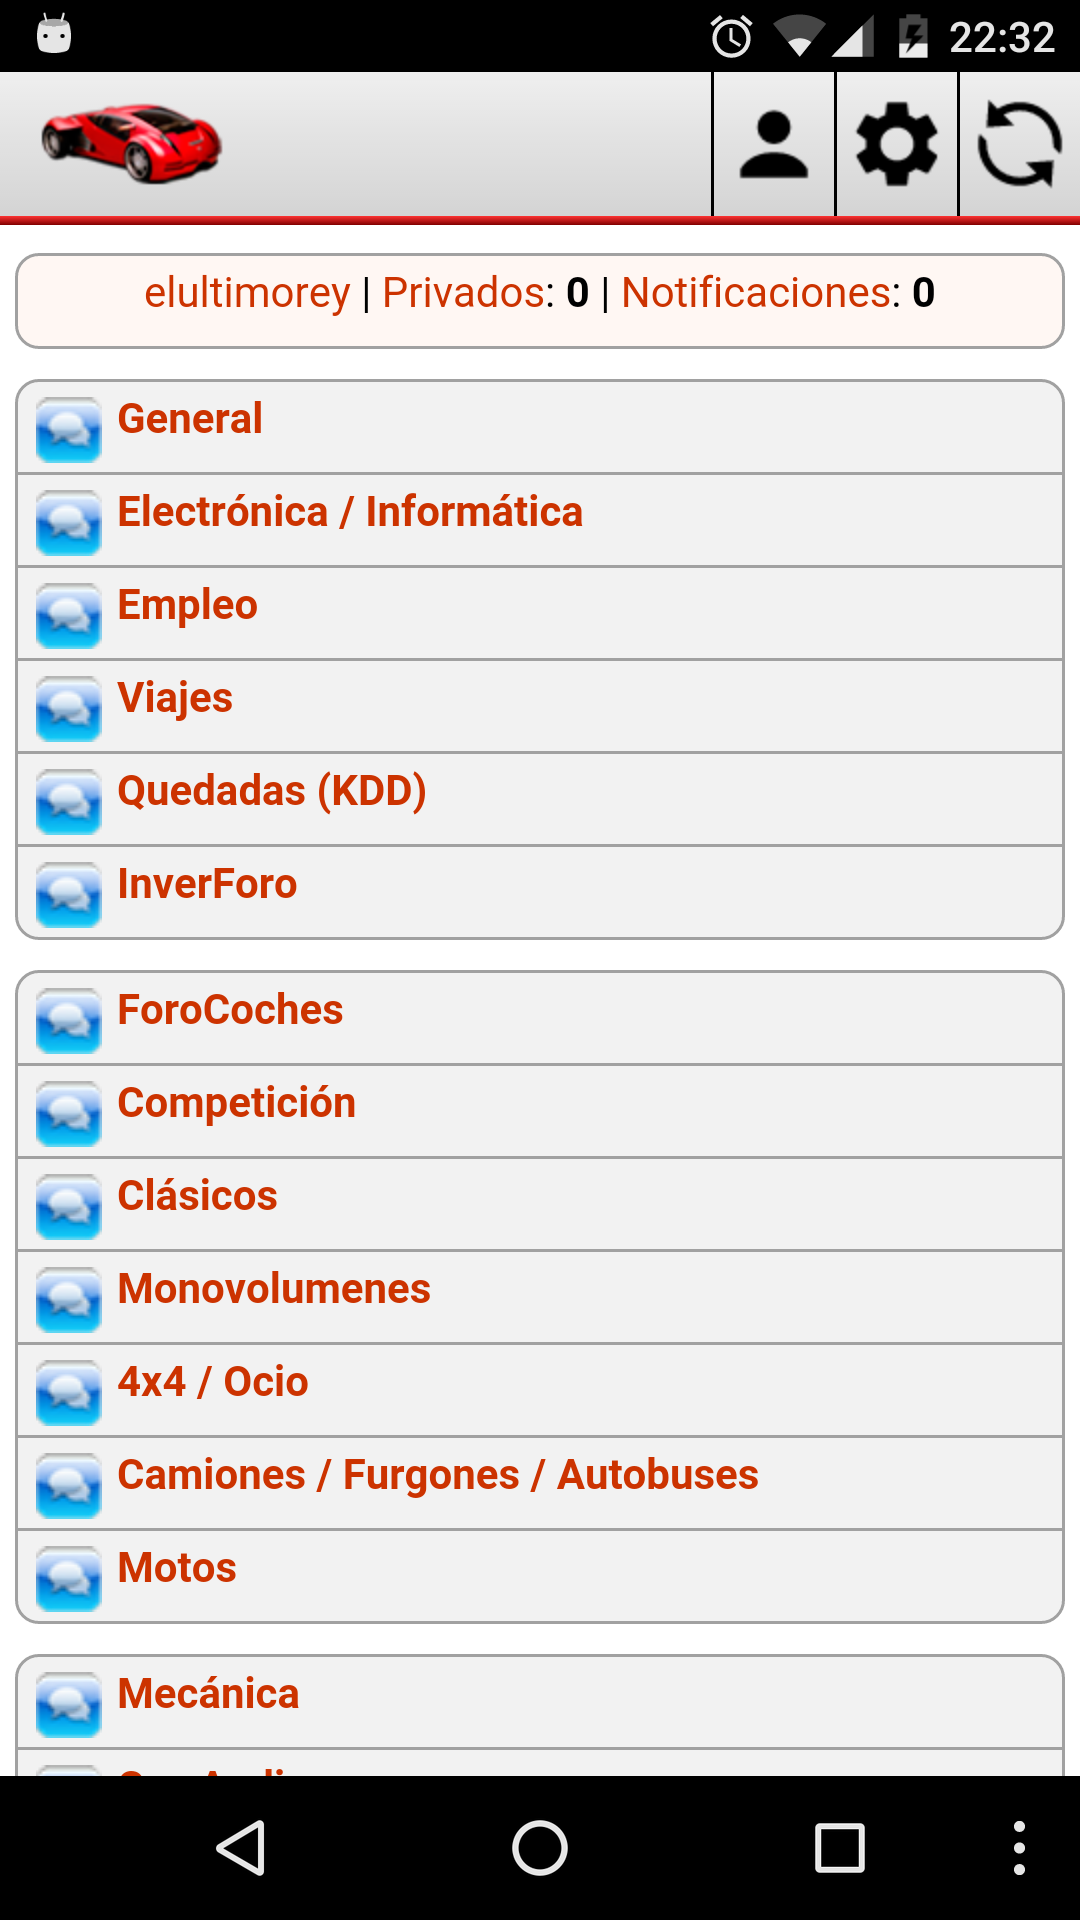 22:32
elultimorey | Privados: 0 | Notificaciones: 0
General
Electrónica / Informática
Empleo
Viajes
Quedadas (KDD)
InverForo
ForoCoches
Competición
Clásicos
Monovolumenes
4x4 / Ocio
Camiones / Furgones / Autobuses
Motos
Mecánica